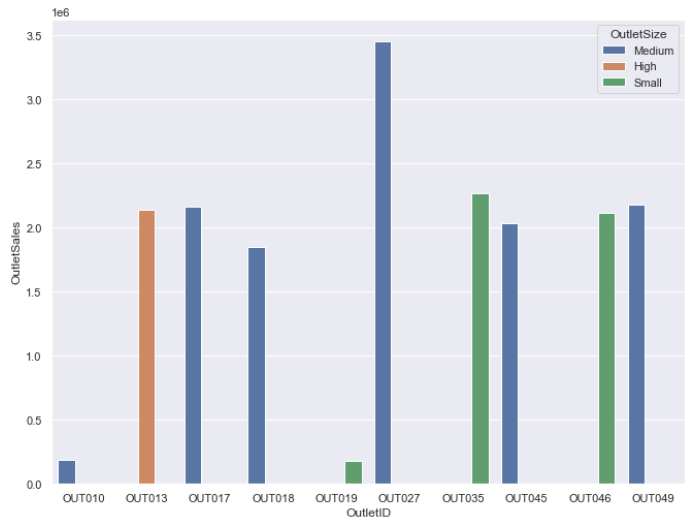 1e6
OutletSize
Medium
High
Small
3.5
3.0
2.5
2.0
1.5
1.0
0.5
0.0
OutletSales
OUT010 OUT013 OUT017 OUT018 OUT019 OUT027 OUT035 OUT045 OUT046 OUT049
OutletID